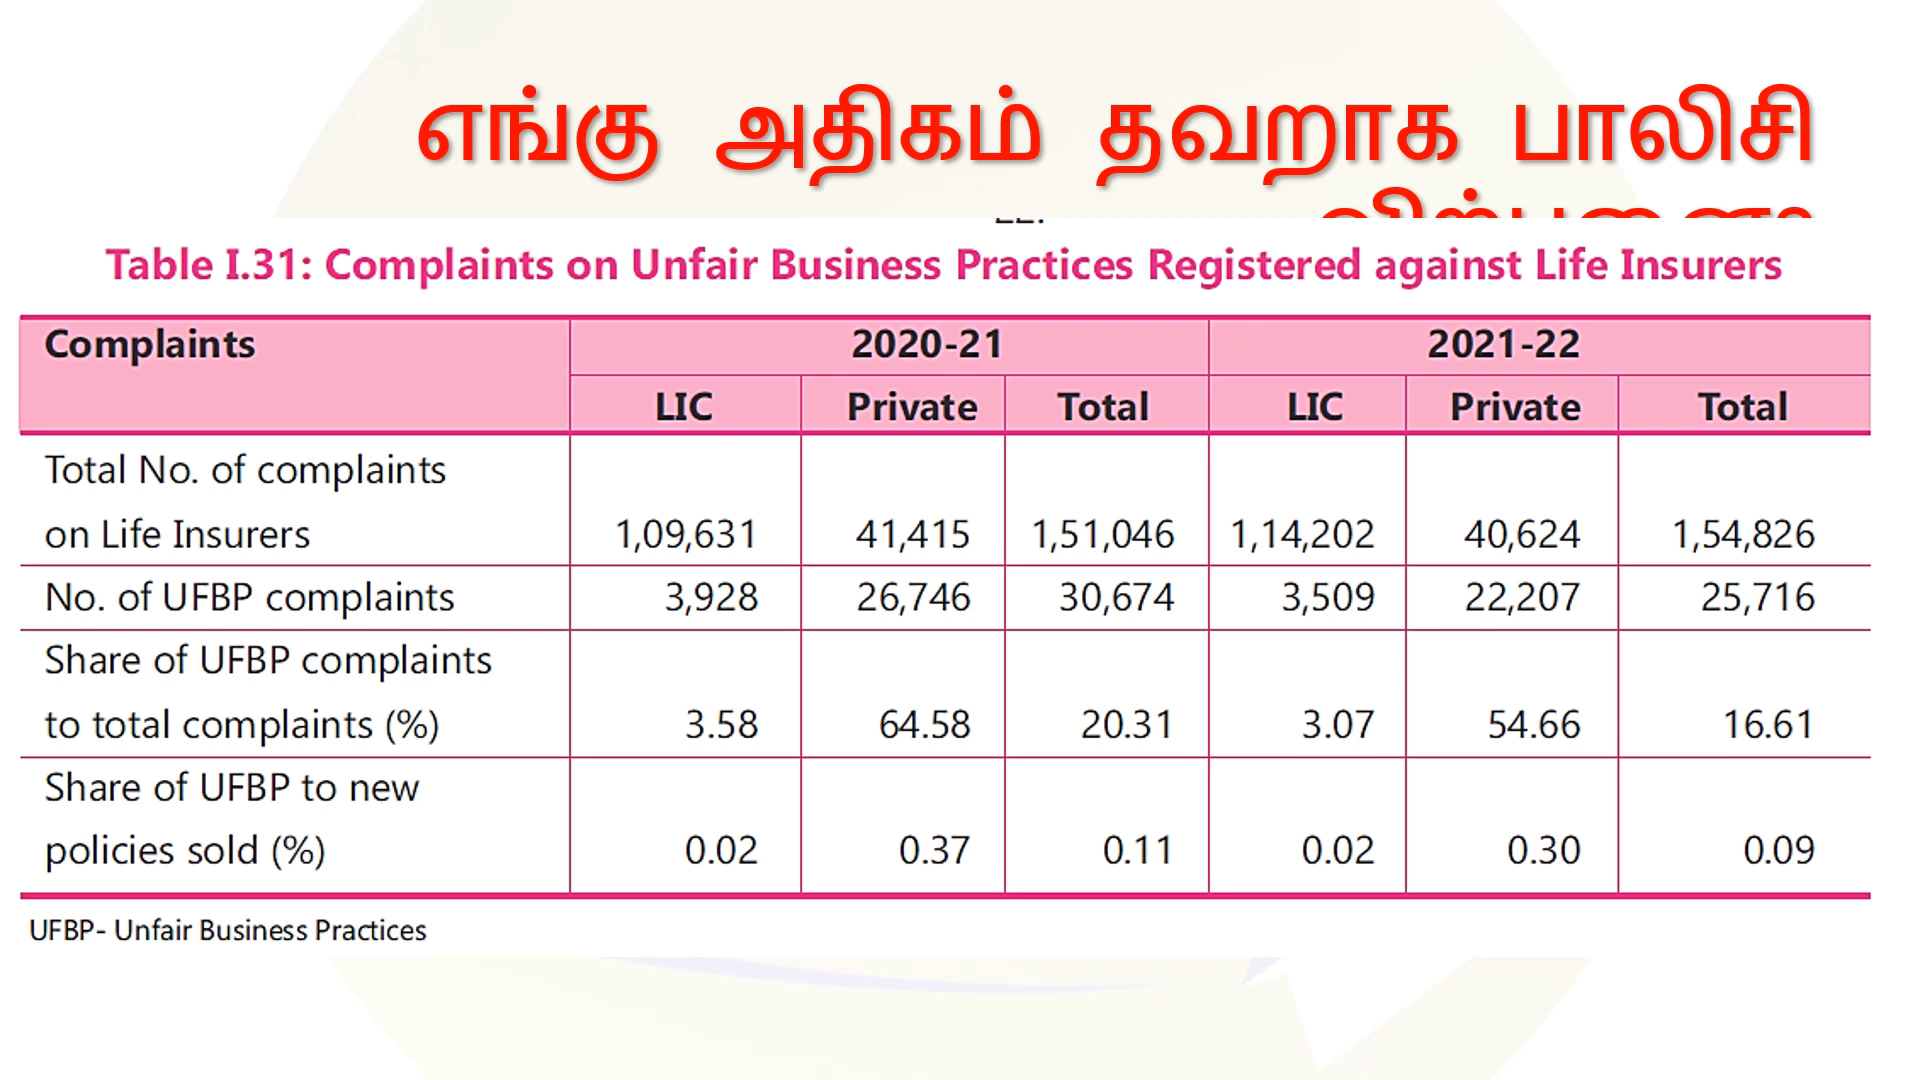 எங்கு அதிகம் தவறாக பாலிசி
Table I.31: Complaints on Unfair Business Practices Registered against Life Insurers
Complaints 2020-21 2021-22
LIC Private Total LIC Private Total
Total No. of complaints
on Life Insurers 1,09,631 41,415 1,51,046 1,14,202 40,624 1,54,826
No. of UFBP complaints 3,928 26,746 30,674 3,509 22,207 25,716
Share of UFBP complaints
to total complaints (%) 3.58 64.58 20.31 3.07 54.66 16.61
Share of UFBP to new
policies sold (%) 0.02 0.37 0.11 0.02 0.30 0.09
UFBP- Unfair Business Practices